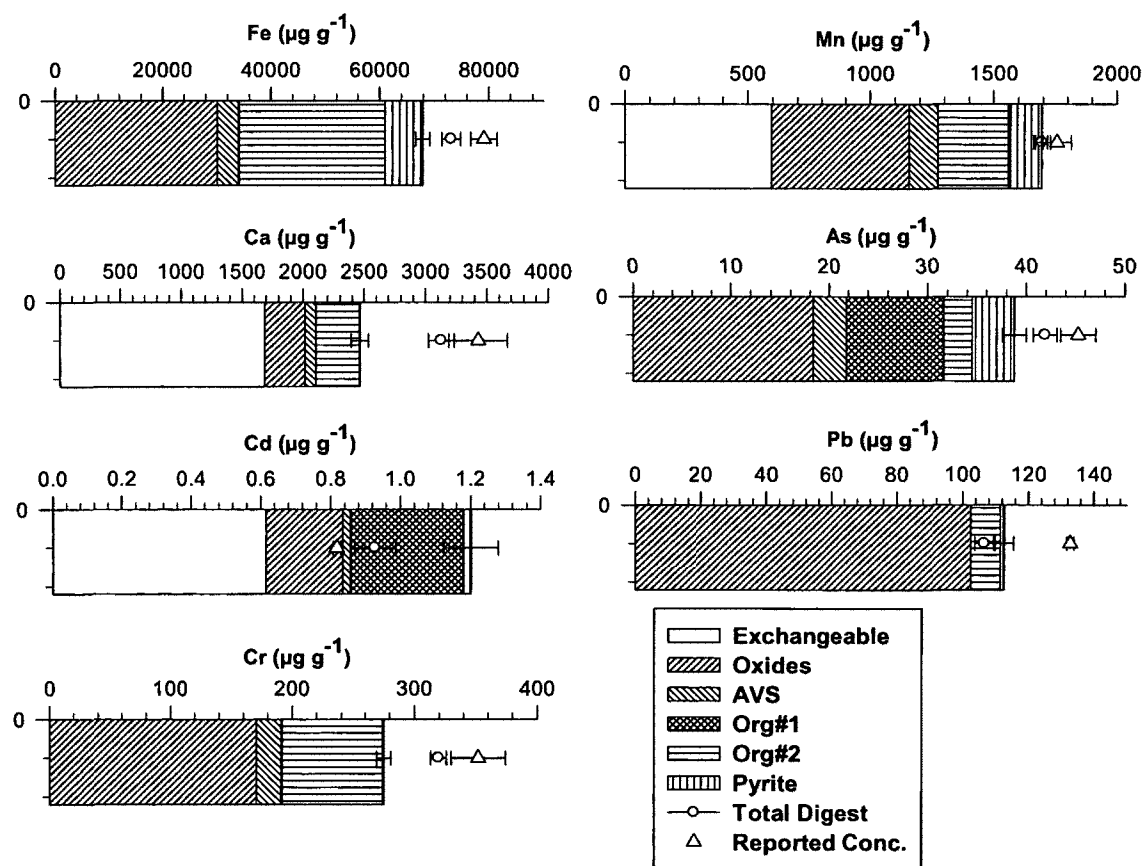 Fe (µg g-1)
0 20000 40000 60000 80000
0
Mn (µg g-1)
0 500 1000 1500 2000
0
Ca (µg g-1)
0 500 1000 1500 2000 2500 3000 3500 4000
0
As (µg g-1)
0 10 20 30 40 50
0
Cd (µg g-1)
0.0 0.2 0.4 0.6 0.8 1.0 1.2 1.4
0
Pb (µg g-1)
0 20 40 60 80 100 120 140
0
Cr (µg g-1)
0 100 200 300 400
0
Exchangeable
Oxides
AVS
Org#1
Org#2
Pyrite
Total Digest
Reported Conc.